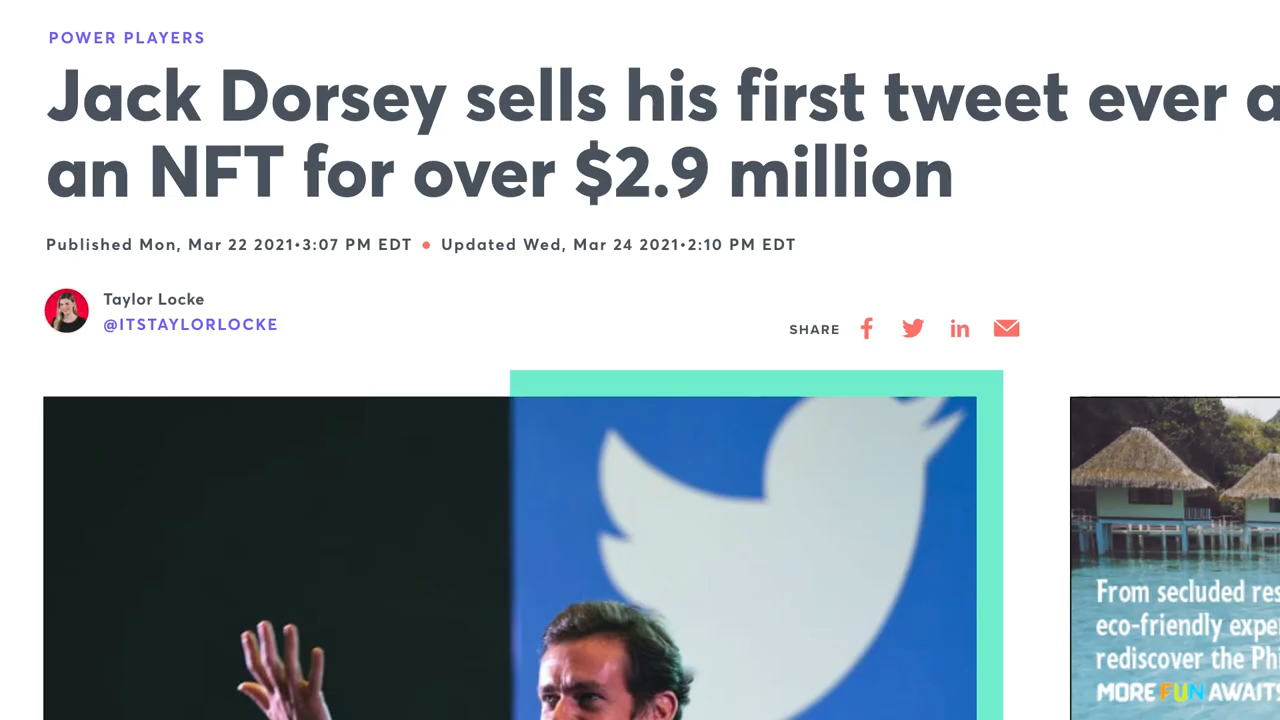 POWER PLAYERS
Jack Dorsey sells his first tweet ever a
an NFT for over $2.9 million
Published Mon, Mar 22 2021•3:07 PM EDT • Updated Wed, Mar 24 2021•2:10 PM EDT
Taylor Locke
@ITSTAYLORLOCKE
SHARE
From secluded res
eco-friendly expe
rediscover the Phi
MORE FUN AWAITS